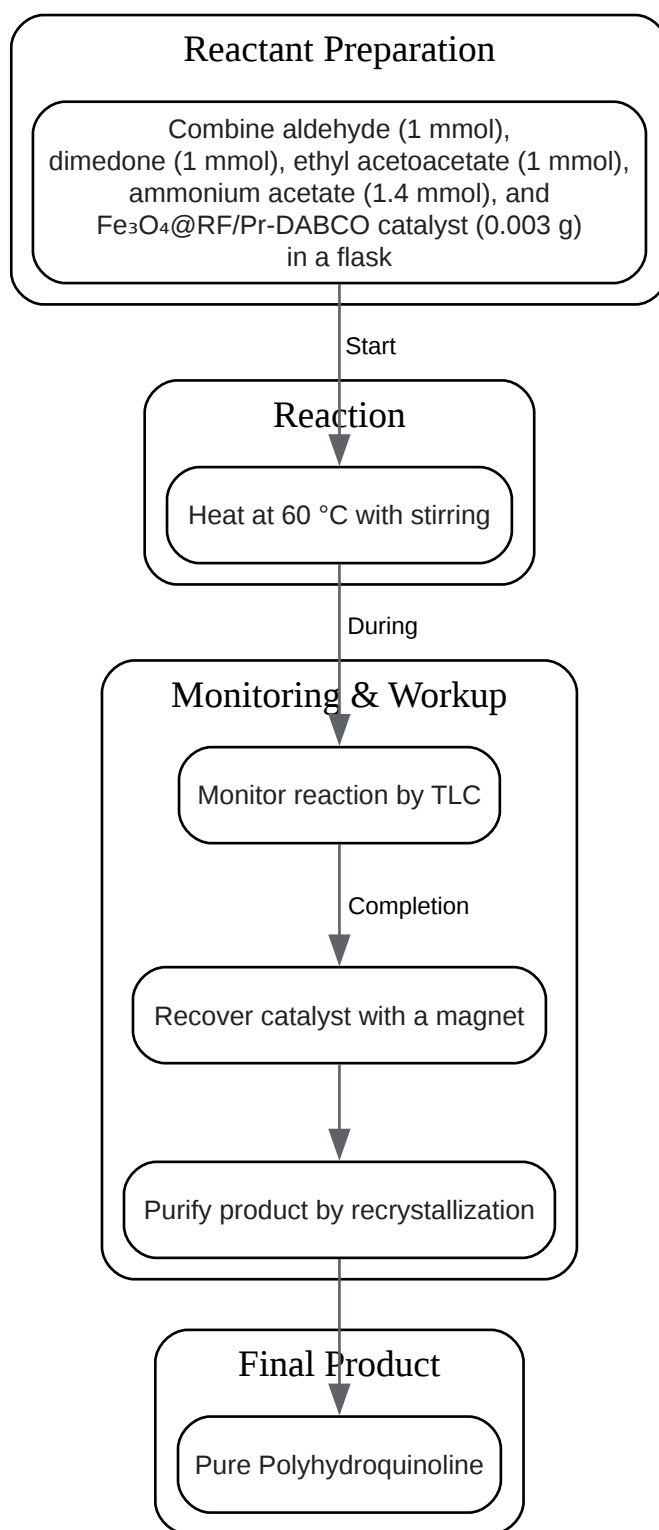 Reactant Preparation
Combine aldehyde (1 mmol),
dimedone (1 mmol), ethyl acetoacetate (1 mmol),
ammonium acetate (1.4 mmol), and
Fe₃O₄@RF/Pr-DABCO catalyst (0.003 g)
in a flask
Start
Reaction
Heat at 60 °C with stirring
During
Monitoring & Workup
Monitor reaction by TLC
Completion
Recover catalyst with a magnet
Purify product by recrystallization
Final Product
Pure Polyhydroquinoline